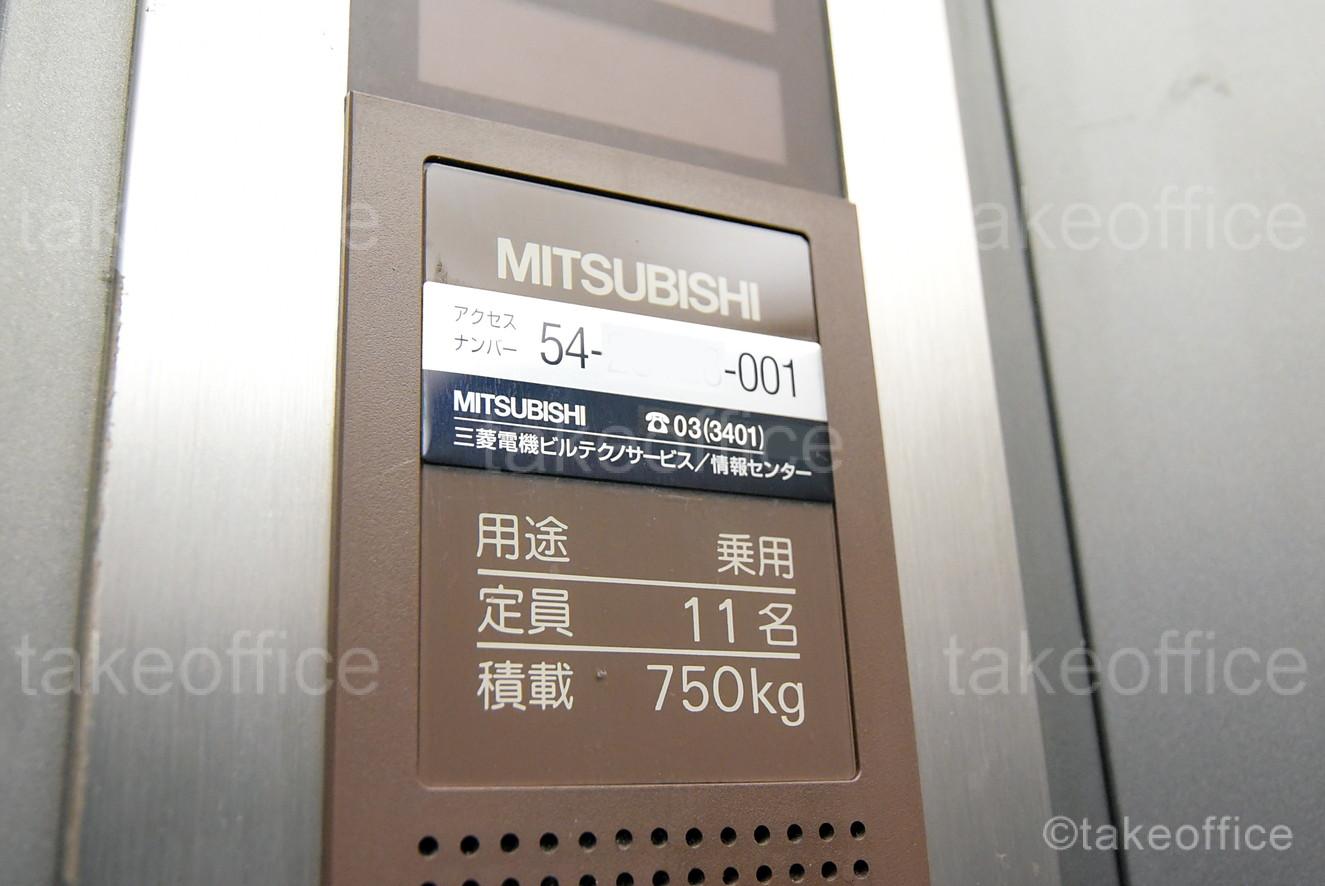 MITSUBISHI
アクセス
ナンバー
54-
-001
MITSUBISHI ☎03(3401)
三菱電機ビルテクノサービス/情報センター
用途 乗用
定員 11名
積載 750kg
takeoffice
takeoffice
takeoffice
takeoffice
takeoffice
©takeoffice